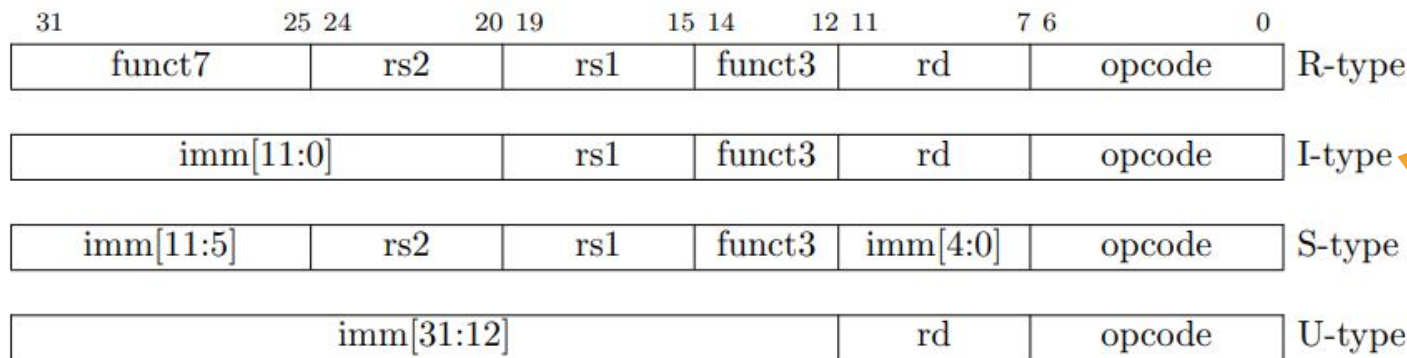 31 25 24 20 19 15 14 12 11 7 6 0
funct7 rs2 rs1 funct3 rd opcode R-type
imm[11:0] rs1 funct3 rd opcode I-type
imm[11:5] rs2 rs1 funct3 imm[4:0] opcode S-type
imm[31:12] rd opcode U-type